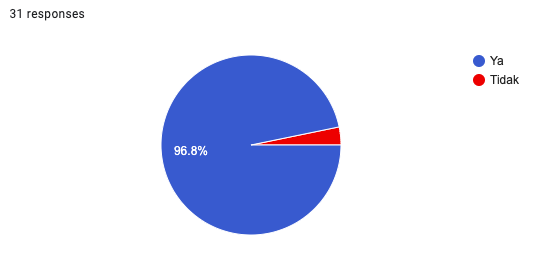 31 responses
Ya
Tidak
96.8%